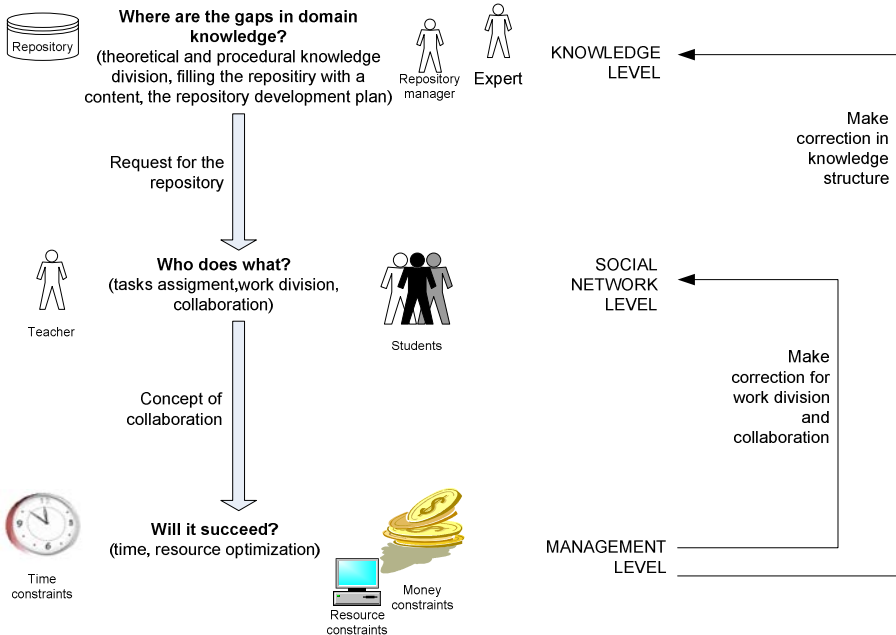 Repository
Where are the gaps in domain
knowledge?
(theoretical and procedural knowledge
division, filling the repositiry with a
content, the repository development plan)
Repository
manager
Expert
KNOWLEDGE
LEVEL
Make
correction in
knowledge
structure
Request for the
repository
Teacher
Who does what?
(tasks assigment,work division,
collaboration)
Students
SOCIAL
NETWORK
LEVEL
Make
correction for
work division
and
collaboration
Concept of
collaboration
Time
constraints
Will it succeed?
(time, resource optimization)
Resource
constraints
Money
constraints
MANAGEMENT
LEVEL